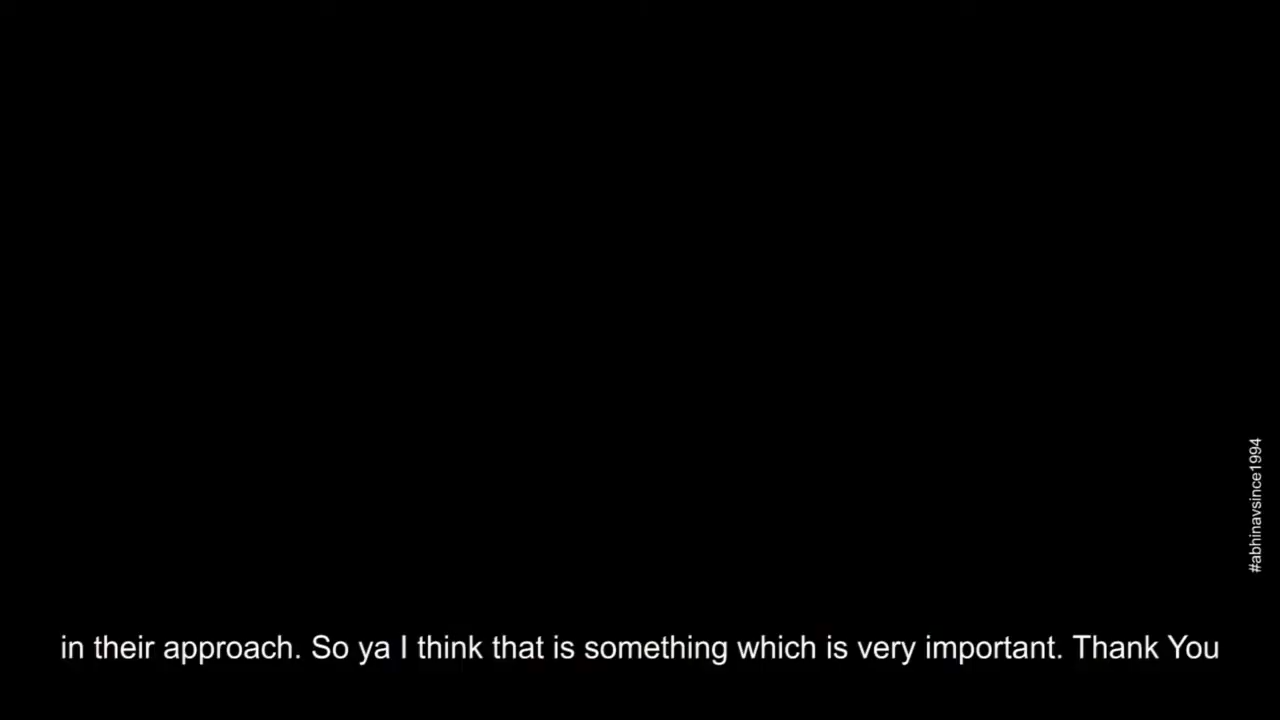 #abhinavsince1994
in their approach. So ya I think that is something which is very important. Thank You